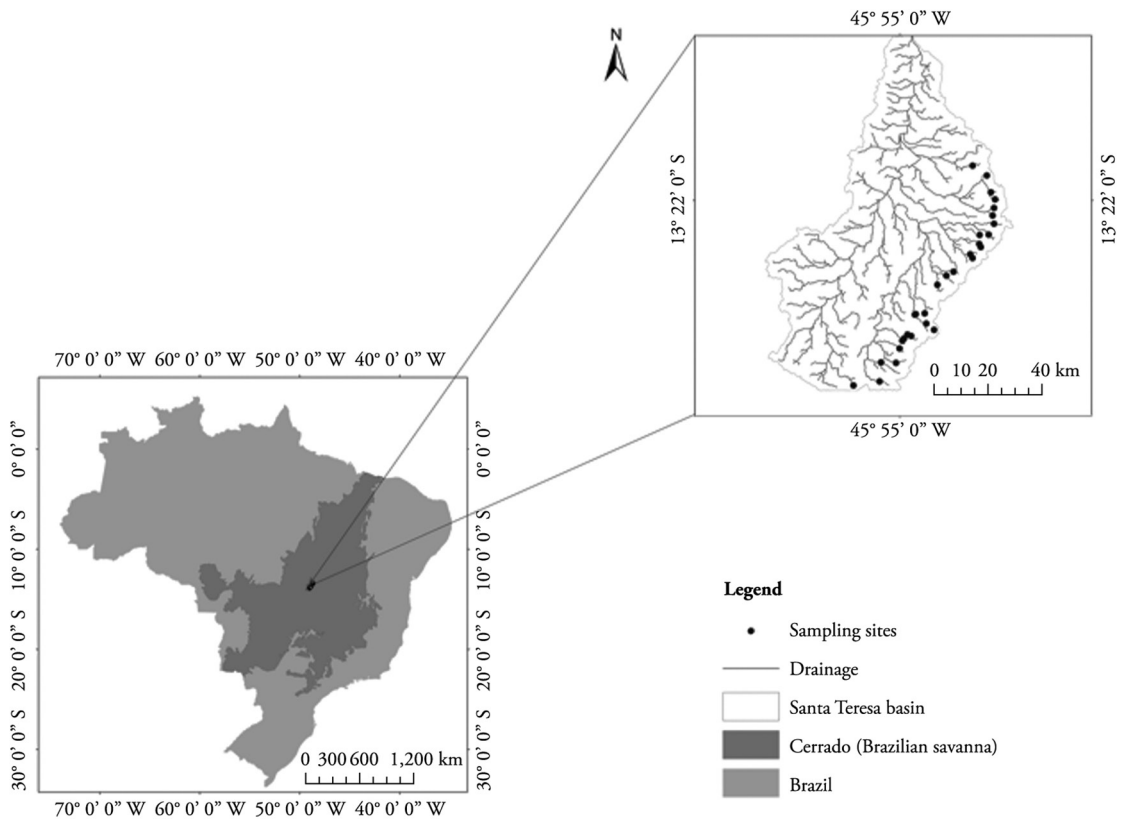 45° 55’ 0” W
N
13° 22’ 0” S
13° 22’ 0” S
0 10 20 40 km
45° 55’ 0” W
70° 0’ 0” W 60° 0’ 0” W 50° 0’ 0” W 40° 0’ 0” W
0° 0’ 0”
10° 0’ 0” S
20° 0’ 0” S
30° 0’ 0” S
0° 0’ 0”
10° 0’ 0” S
20° 0’ 0” S
30° 0’ 0” S
0 300 600 1,200 km
70° 0’ 0” W 60° 0’ 0” W 50° 0’ 0” W 40° 0’ 0” W
Legend
Sampling sites
Drainage
Santa Teresa basin
Cerrado (Brazilian savanna)
Brazil